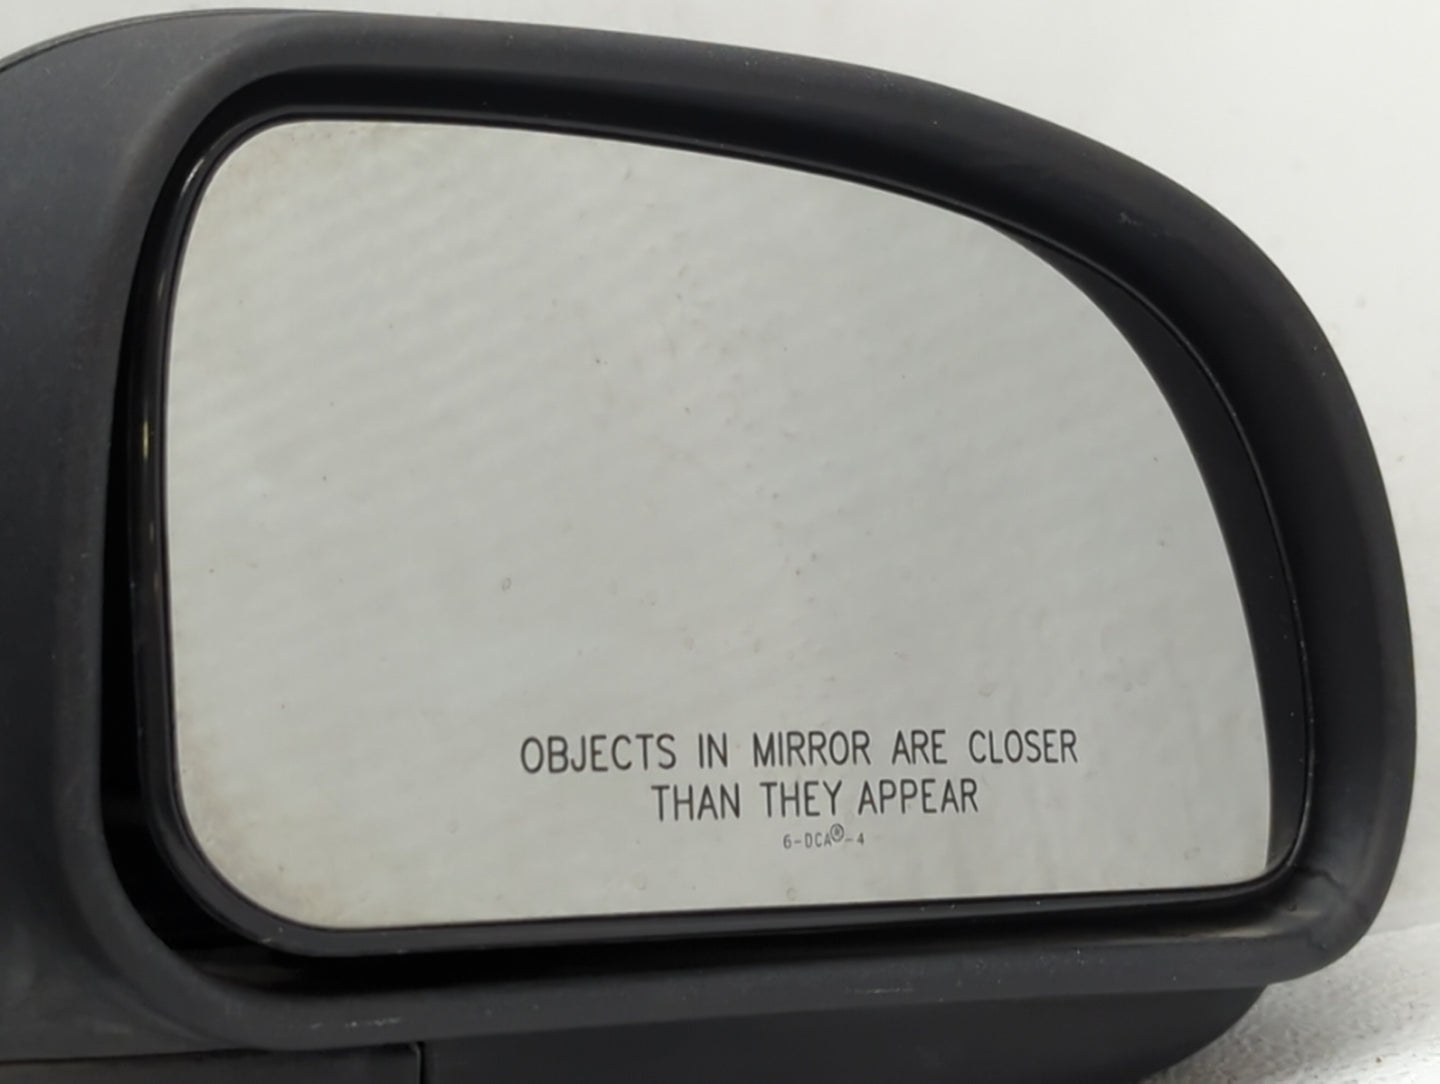 OBJECTS IN MIRROR ARE CLOSER
THAN THEY APPEAR
6-DCA®-4